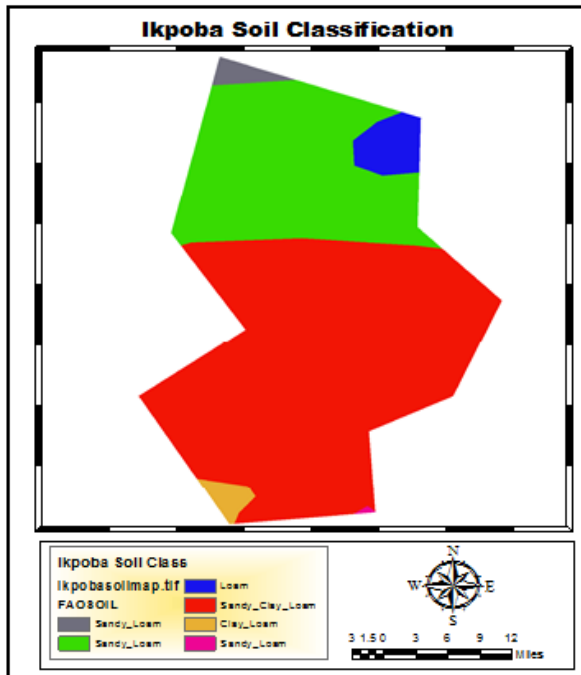 Ikpoba Soil Classification
Ikpoba Soil Class
ikpobasoilmap.tif
FAOSOIL
Sandy_Loam
Sandy_Loam
Loam
Sandy_Clay_Loam
Clay_Loam
Sandy_Loam
N
W E
S
3 1.5 0 3 6 9 12
Miles